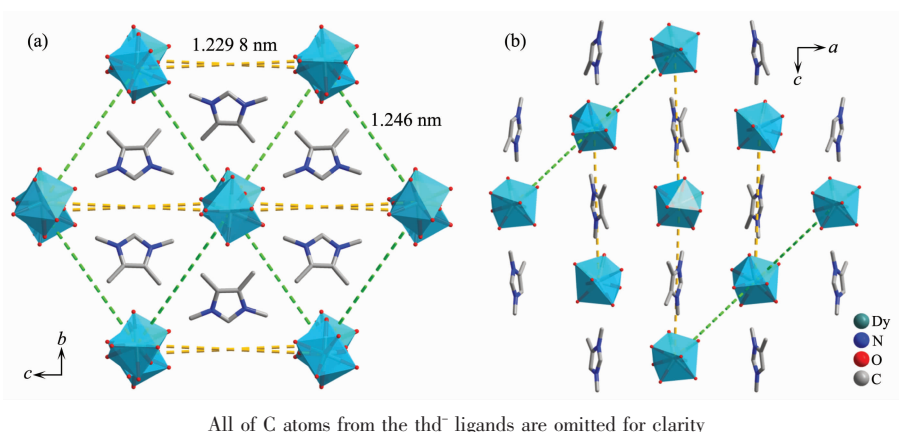 (a)
1.229 8 nm
1.246 nm
b
c
(b)
a
c
Dy
N
O
C
All of C atoms from the thd⁻ ligands are omitted for clarity